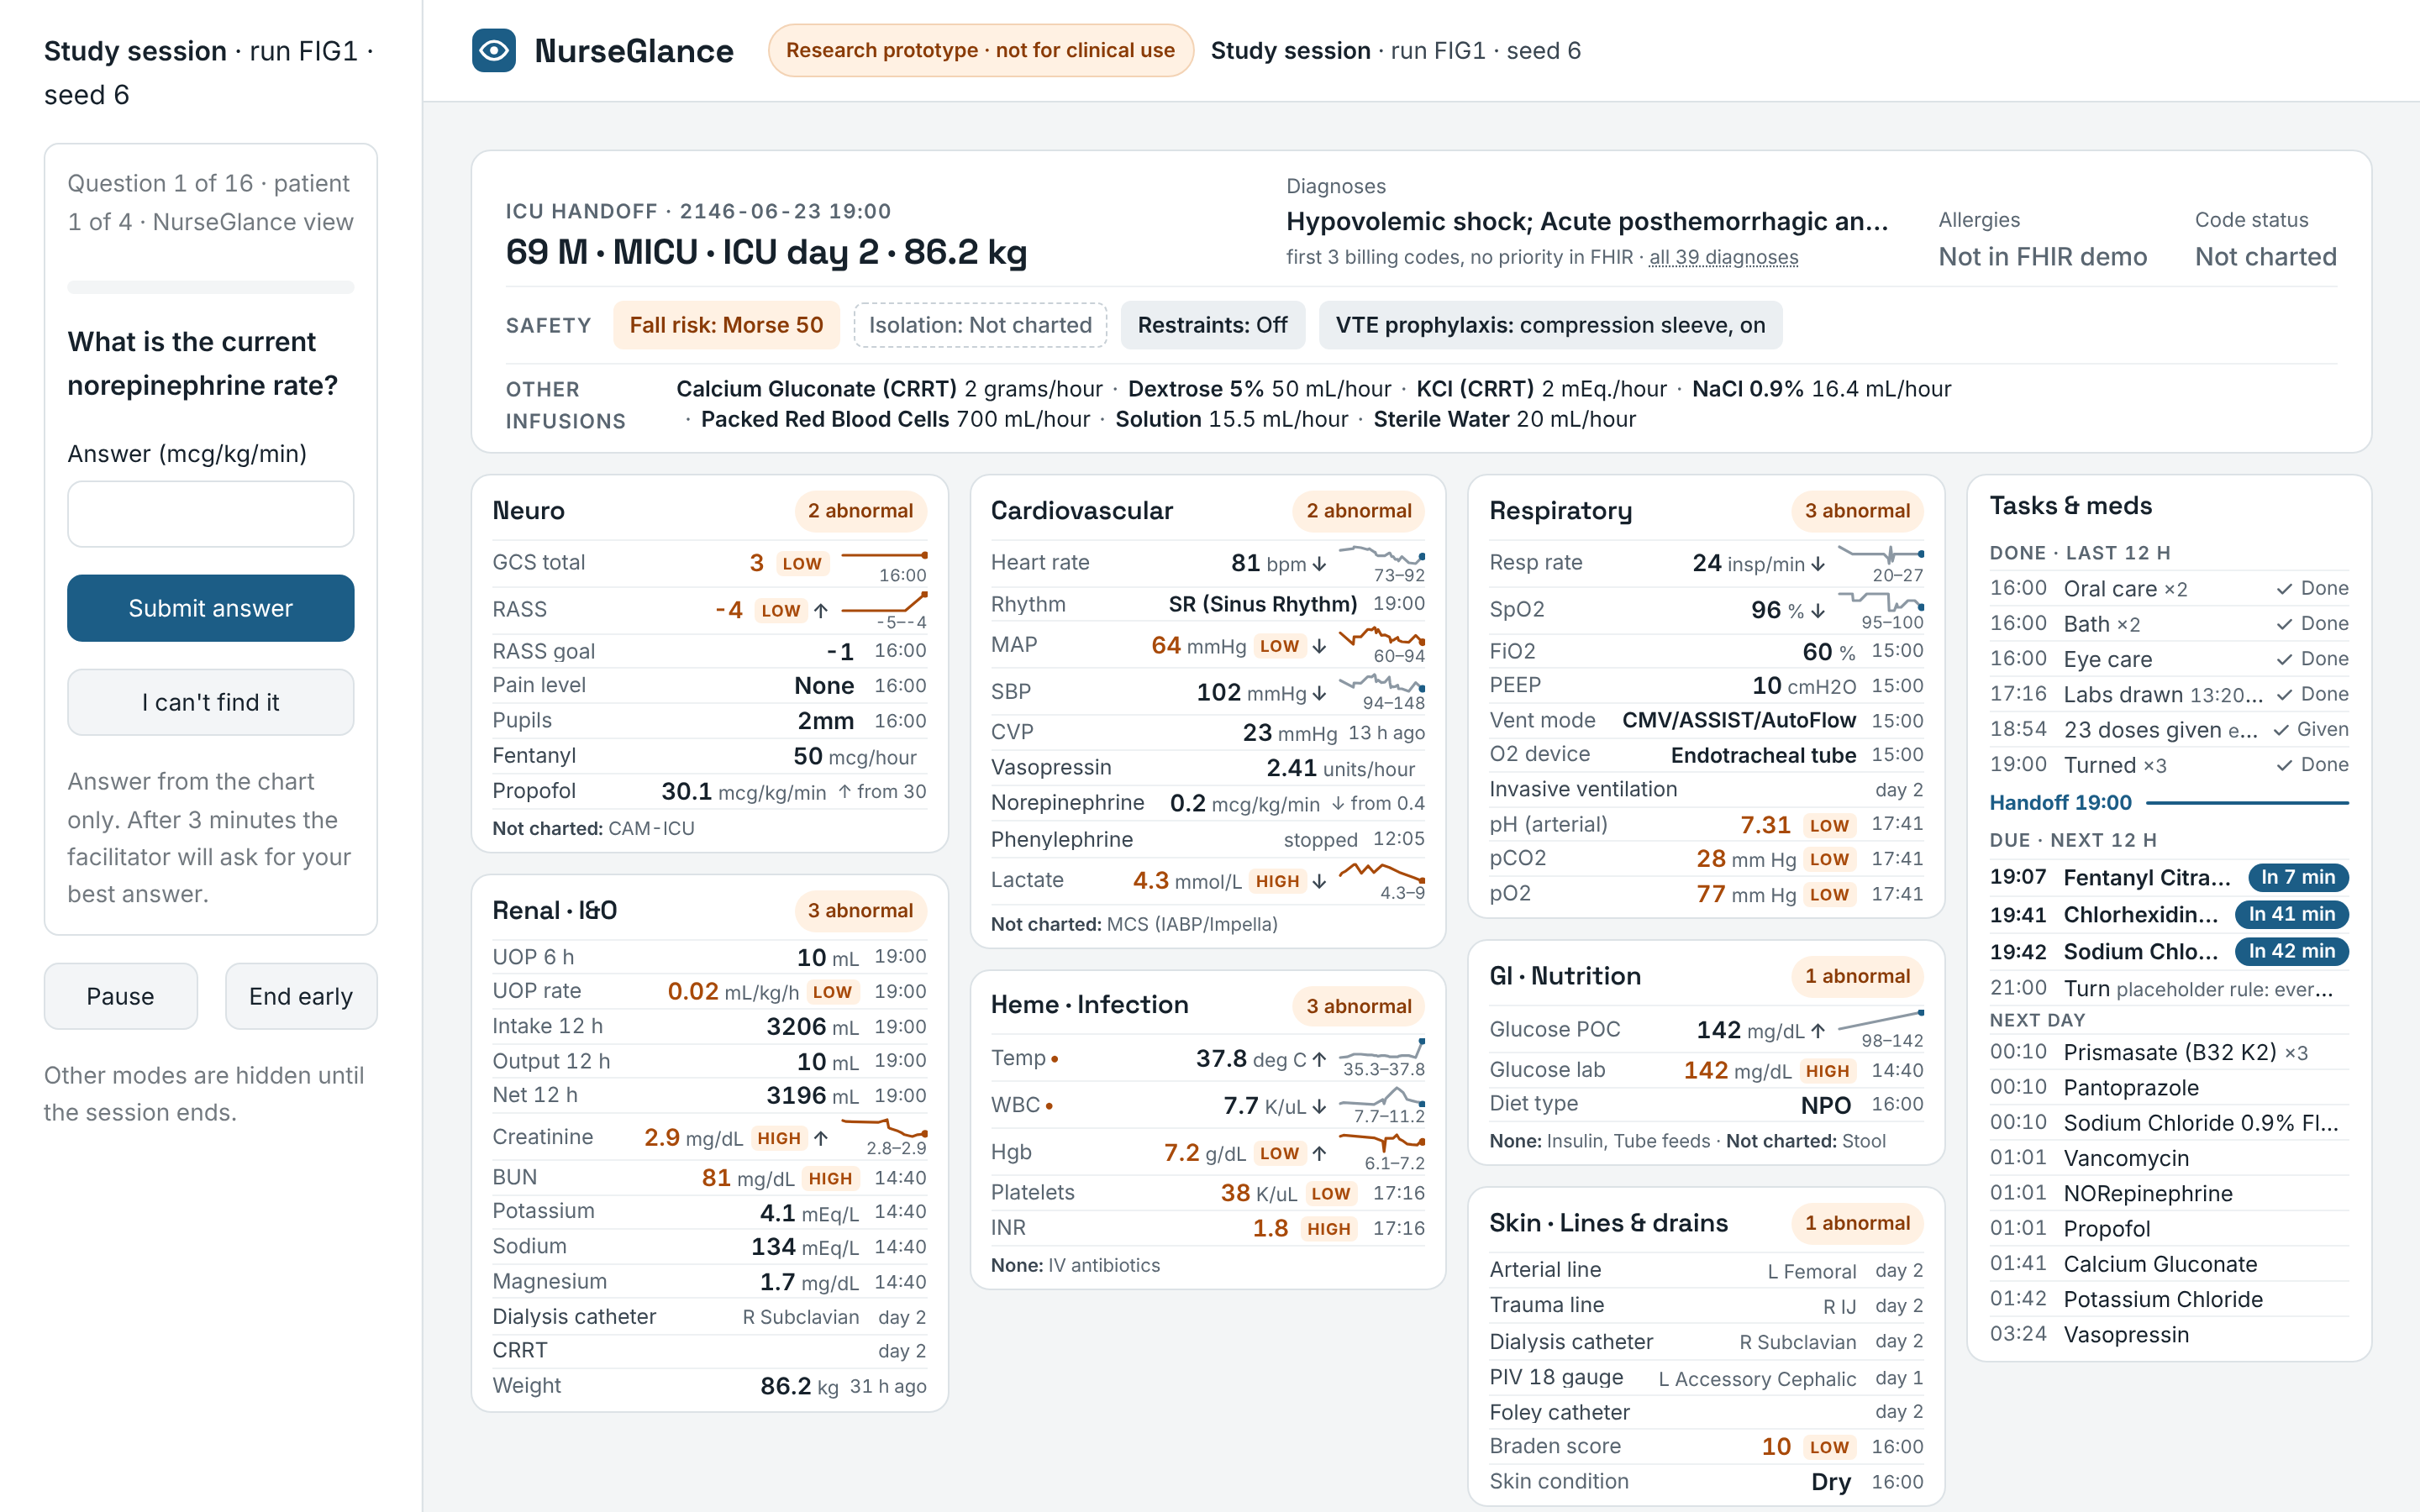 Study session · run FIG1 ·
seed 6
Question 1 of 16 · patient
1 of 4 · NurseGlance view
What is the current
norepinephrine rate?
Answer (mcg/kg/min)
Submit answer
I can't find it
Answer from the chart
only. After 3 minutes the
facilitator will ask for your
best answer.
Pause
End early
Other modes are hidden until
the session ends.
NurseGlance
Research prototype · not for clinical use
Study session · run FIG1 · seed 6
ICU HANDOFF · 2146-06-23 19:00
69 M · MICU · ICU day 2 · 86.2 kg
Diagnoses
Hypovolemic shock; Acute posthemorrhagic an...
first 3 billing codes, no priority in FHIR · all 39 diagnoses
Allergies
Not in FHIR demo
Code status
Not charted
SAFETY
Fall risk: Morse 50
Isolation: Not charted
Restraints: Off
VTE prophylaxis: compression sleeve, on
OTHER
INFUSIONS
Calcium Gluconate (CRRT) 2 grams/hour · Dextrose 5% 50 mL/hour · KCl (CRRT) 2 mEq./hour · NaCl 0.9% 16.4 mL/hour
· Packed Red Blood Cells 700 mL/hour · Solution 15.5 mL/hour · Sterile Water 20 mL/hour
Neuro 2 abnormal
GCS total 3 LOW 16:00
RASS -4 LOW ↑ -5–-4
RASS goal -1 16:00
Pain level None 16:00
Pupils 2mm 16:00
Fentanyl 50 mcg/hour
Propofol 30.1 mcg/kg/min ↑ from 30
Not charted: CAM-ICU
Renal · I&O 3 abnormal
UOP 6 h 10 mL 19:00
UOP rate 0.02 mL/kg/h LOW 19:00
Intake 12 h 3206 mL 19:00
Output 12 h 10 mL 19:00
Net 12 h 3196 mL 19:00
Creatinine 2.9 mg/dL HIGH ↑ 2.8–2.9
BUN 81 mg/dL HIGH 14:40
Potassium 4.1 mEq/L 14:40
Sodium 134 mEq/L 14:40
Magnesium 1.7 mg/dL 14:40
Dialysis catheter R Subclavian day 2
CRRT day 2
Weight 86.2 kg 31 h ago
Cardiovascular 2 abnormal
Heart rate 81 bpm ↓ 73–92
Rhythm SR (Sinus Rhythm) 19:00
MAP 64 mmHg LOW ↓ 60–94
SBP 102 mmHg ↓ 94–148
CVP 23 mmHg 13 h ago
Vasopressin 2.41 units/hour
Norepinephrine 0.2 mcg/kg/min ↓ from 0.4
Phenylephrine stopped 12:05
Lactate 4.3 mmol/L HIGH ↓ 4.3–9
Not charted: MCS (IABP/Impella)
Heme · Infection 3 abnormal
Temp • 37.8 deg C ↑ 35.3–37.8
WBC • 7.7 K/uL ↓ 7.7–11.2
Hgb 7.2 g/dL LOW ↑ 6.1–7.2
Platelets 38 K/uL LOW 17:16
INR 1.8 HIGH 17:16
None: IV antibiotics
Respiratory 3 abnormal
Resp rate 24 insp/min ↓ 20–27
SpO2 96 % ↓ 95–100
FiO2 60 % 15:00
PEEP 10 cmH2O 15:00
Vent mode CMV/ASSIST/AutoFlow 15:00
O2 device Endotracheal tube 15:00
Invasive ventilation day 2
pH (arterial) 7.31 LOW 17:41
pCO2 28 mm Hg LOW 17:41
pO2 77 mm Hg LOW 17:41
GI · Nutrition 1 abnormal
Glucose POC 142 mg/dL ↑ 98–142
Glucose lab 142 mg/dL HIGH 14:40
Diet type NPO 16:00
None: Insulin, Tube feeds · Not charted: Stool
Skin · Lines & drains 1 abnormal
Arterial line L Femoral day 2
Trauma line R IJ day 2
Dialysis catheter R Subclavian day 2
PIV 18 gauge L Accessory Cephalic day 1
Foley catheter day 2
Braden score 10 LOW 16:00
Skin condition Dry 16:00
Tasks & meds
DONE · LAST 12 H
16:00 Oral care ×2 ✓ Done
16:00 Bath ×2 ✓ Done
16:00 Eye care ✓ Done
17:16 Labs drawn 13:20... ✓ Done
18:54 23 doses given e... ✓ Given
19:00 Turned ×3 ✓ Done
Handoff 19:00
DUE · NEXT 12 H
19:07 Fentanyl Citra... In 7 min
19:41 Chlorhexidin... In 41 min
19:42 Sodium Chlo... In 42 min
21:00 Turn placeholder rule: ever...
NEXT DAY
00:10 Prismasate (B32 K2) ×3
00:10 Pantoprazole
00:10 Sodium Chloride 0.9% Fl...
01:01 Vancomycin
01:01 NORepinephrine
01:01 Propofol
01:41 Calcium Gluconate
01:42 Potassium Chloride
03:24 Vasopressin